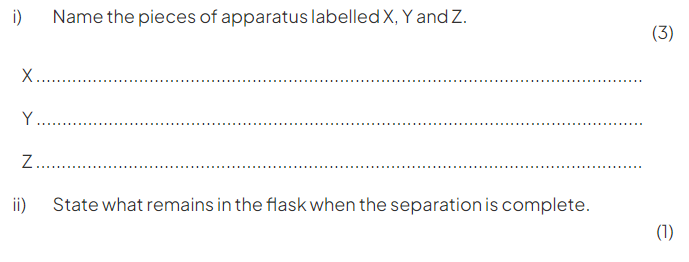 i) Name the pieces of apparatus labelled X, Y and Z.
(3)
X........................................................................................................................
Y........................................................................................................................
Z........................................................................................................................
ii) State what remains in the flask when the separation is complete.
(1)